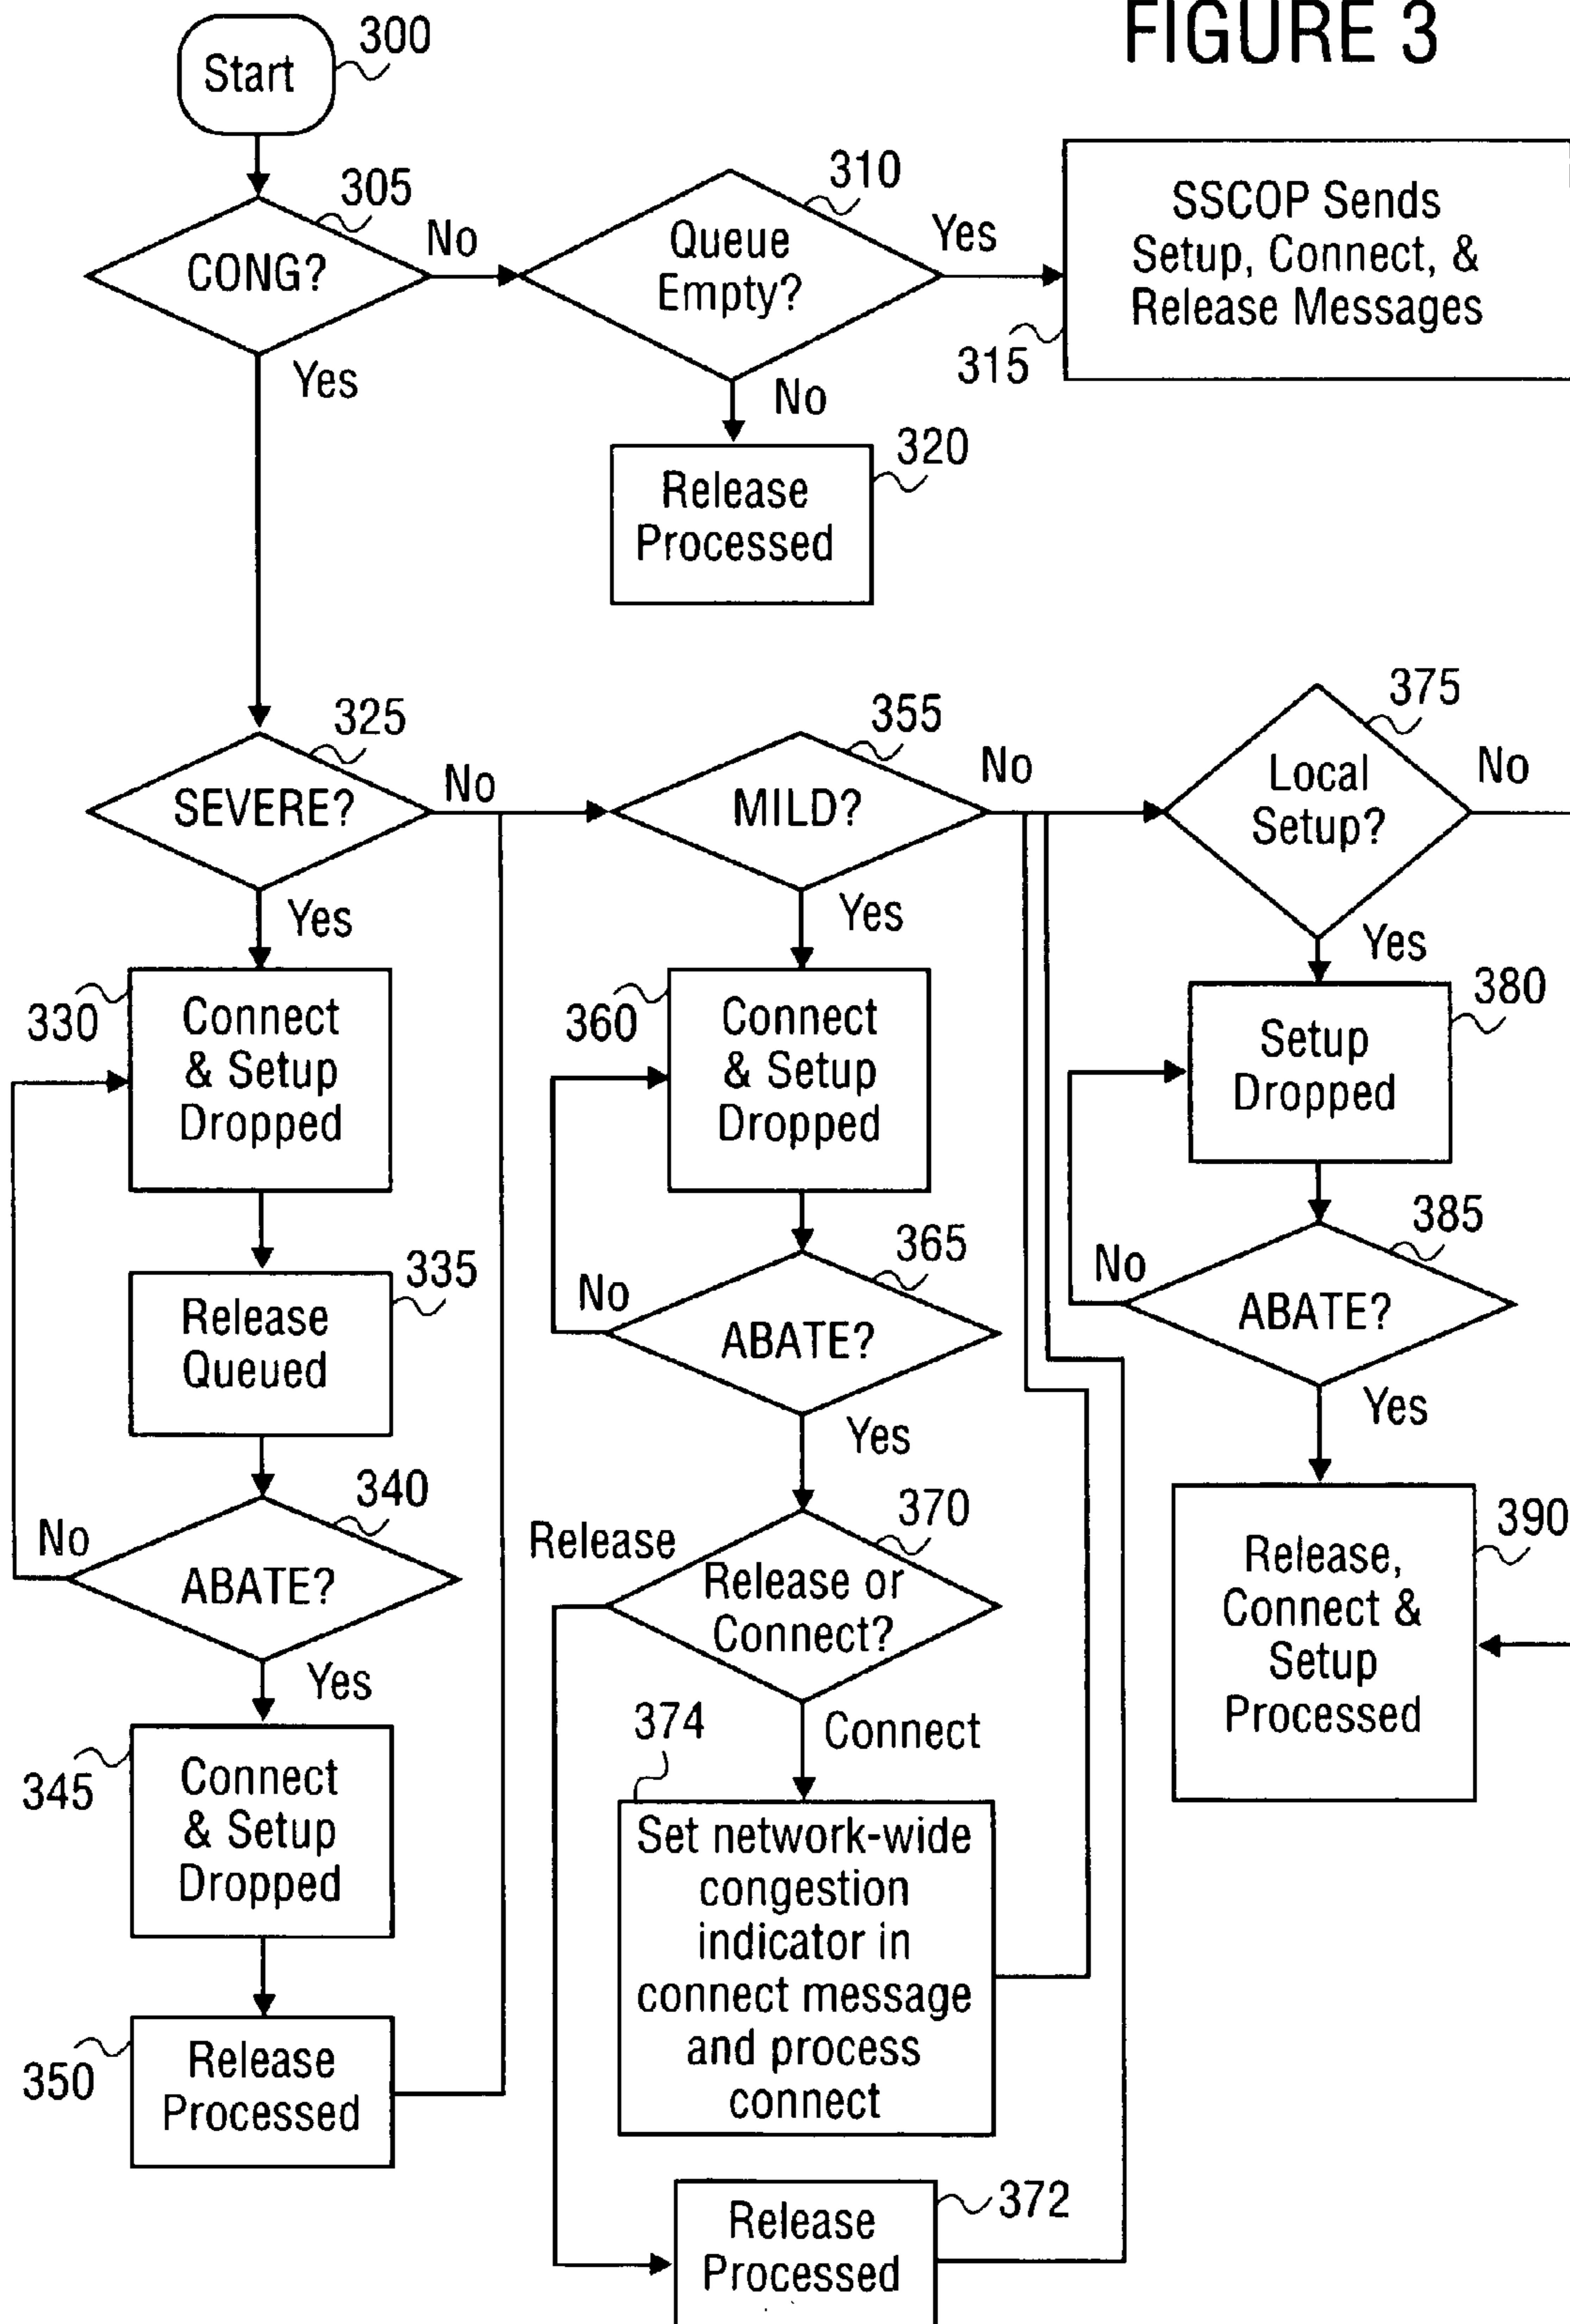 FIGURE 3
Start
300
305
CONG?
No
Yes
310
Queue
Empty?
Yes
No
SSCOP Sends
Setup, Connect, &
Release Messages
315
320
Release
Processed
325
SEVERE?
No
Yes
330
Connect
& Setup
Dropped
335
Release
Queued
340
No
ABATE?
Yes
345
Connect
& Setup
Dropped
350
Release
Processed
355
MILD?
No
Yes
360
Connect
& Setup
Dropped
365
No
ABATE?
Yes
370
Release
Release or
Connect?
Connect
374
Set network-wide
congestion
indicator in
connect message
and process
connect
372
Release
Processed
375
Local
Setup?
No
Yes
380
Setup
Dropped
385
No
ABATE?
Yes
390
Release,
Connect &
Setup
Processed